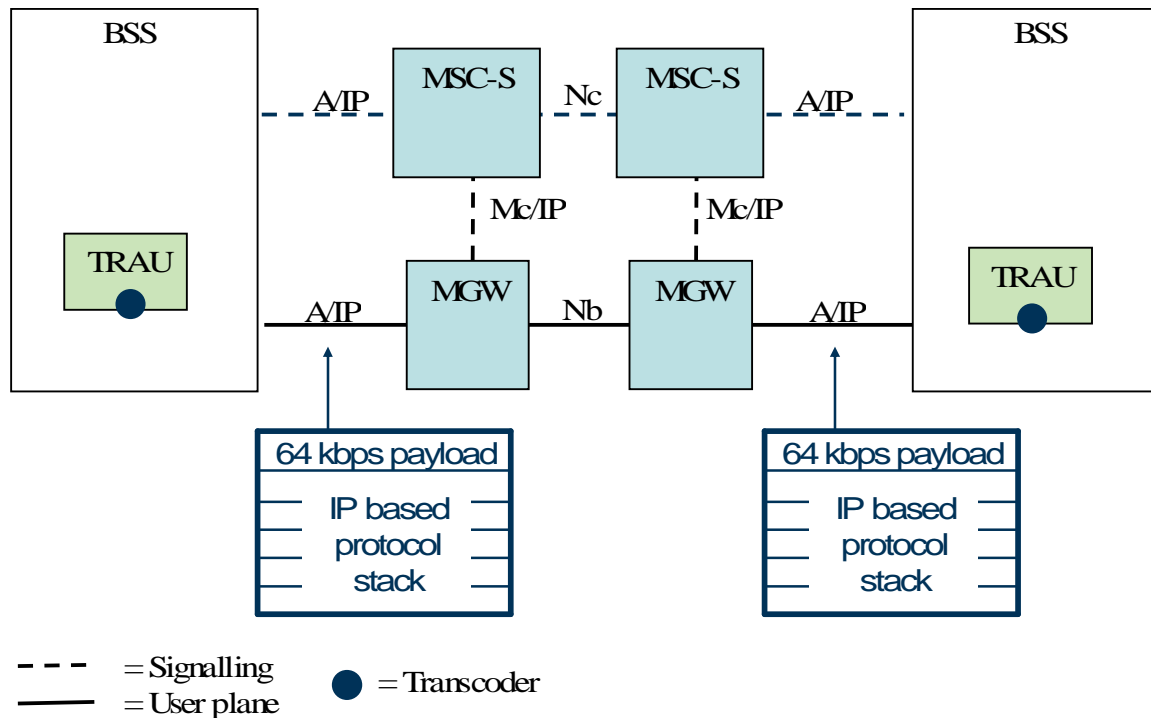 BSS
BSS
MSC-S
MSC-S
A/IP
Nc
A/IP
Mc/IP
Mc/IP
TRAU
TRAU
MGW
MGW
A/IP
Nb
A/IP
64 kbps payload
IP based
protocol
stack
64 kbps payload
IP based
protocol
stack
= Signalling
= User plane
= Transcoder